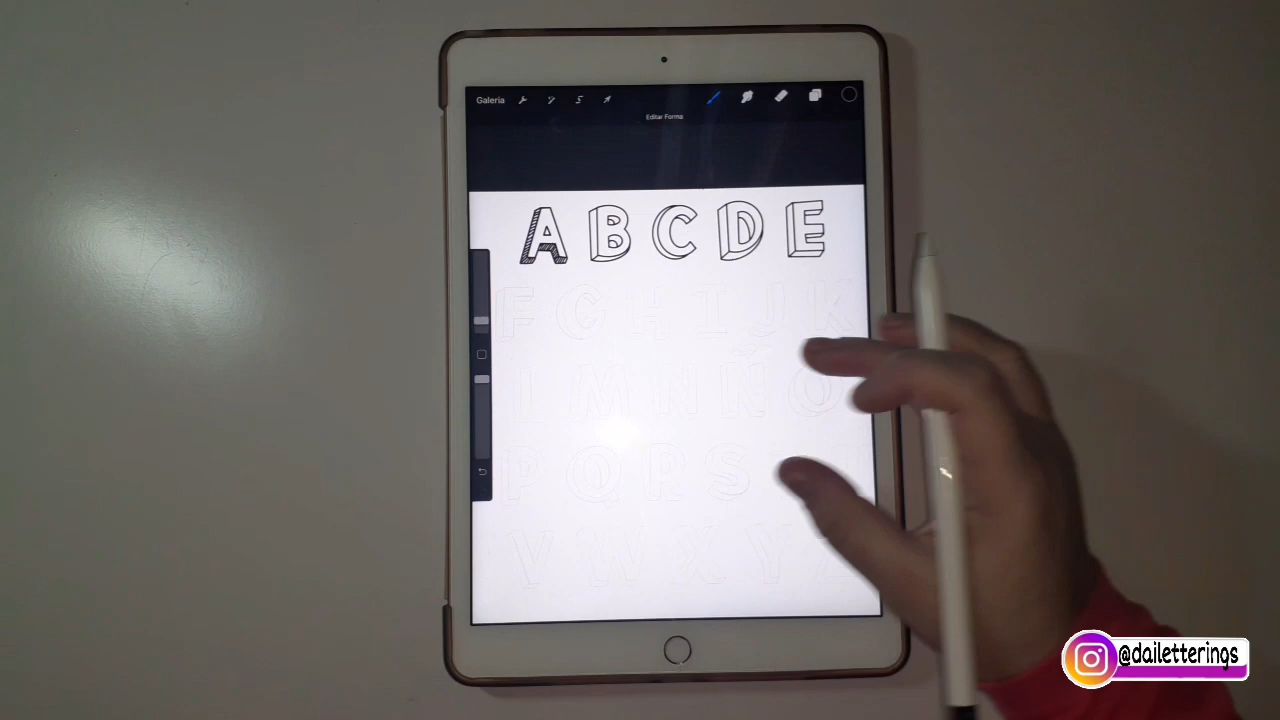 Galeria
Editar Forma
A B C D E
F G H I J K
L M N Ñ O
P Q R S
V W X Y Z
@dailetterings